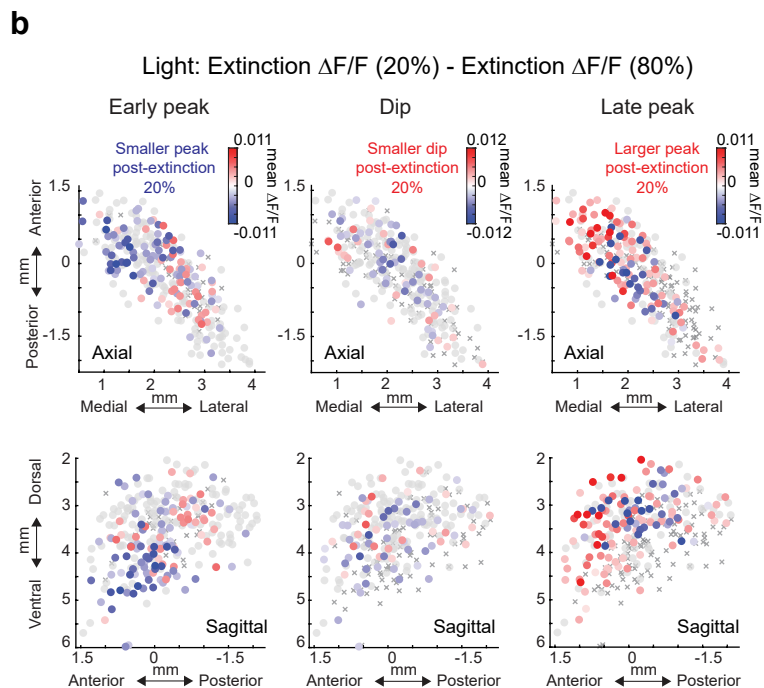 b
Light: Extinction ΔF/F (20%) - Extinction ΔF/F (80%)
Early peak
Dip
Late peak
Smaller peak
post-extinction
20%
0.011
0
-0.011
mean ΔF/F
Smaller dip
post-extinction
20%
0.012
0
-0.012
mean ΔF/F
Larger peak
post-extinction
20%
0.011
0
-0.011
mean ΔF/F
Anterior
mm
Posterior
1.5
0
-1.5
Axial
1 2 3 4
mm
Medial Lateral
1.5
0
-1.5
Axial
1 2 3 4
mm
Medial Lateral
1.5
0
-1.5
Axial
1 2 3 4
mm
Medial Lateral
Dorsal
mm
Ventral
2
3
4
5
6
Sagittal
1.5 0 -1.5
mm
Anterior Posterior
2
3
4
5
6
Sagittal
1.5 0 -1.5
mm
Anterior Posterior
2
3
4
5
6
Sagittal
1.5 0 -1.5
mm
Anterior Posterior